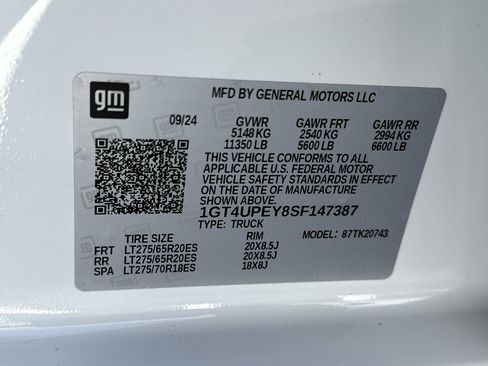 gm
MFD BY GENERAL MOTORS LLC
09/24 GVWR GAWR FRT GAWR RR
5148 KG 2540 KG 2994 KG
11350 LB 5600 LB 6600 LB
THIS VEHICLE CONFORMS TO ALL
APPLICABLE U.S. FEDERAL MOTOR
VEHICLE SAFETY STANDARDS IN EFFECT
ON THE DATE OF MANUFACTURE
SHOWN ABOVE.
1GT4UPEY8SF147387
TYPE: TRUCK MODEL: 87TK20743
TIRE SIZE RIM
FRT LT275/65R20ES 20X8.5J
RR LT275/65R20ES 20X8.5J
SPA LT275/70R18ES 18X8J